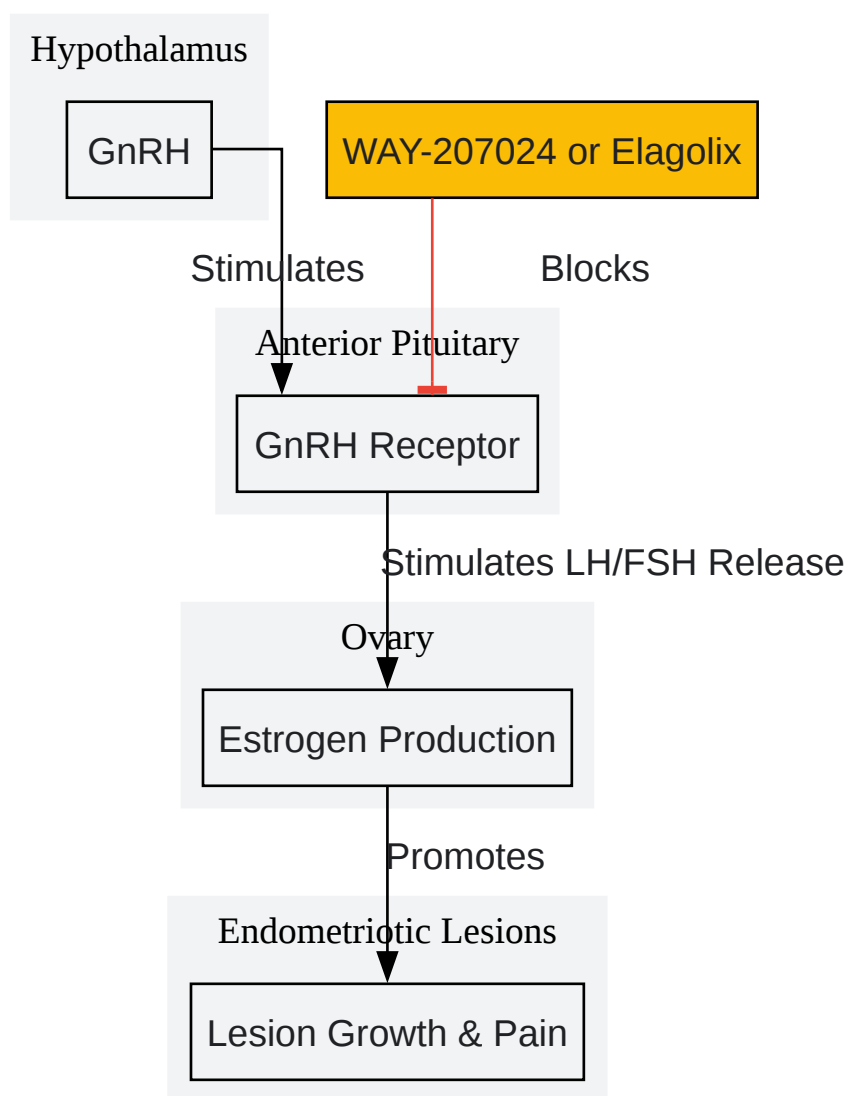 Hypothalamus
GnRH
WAY-207024 or Elagolix
Stimulates
Blocks
Anterior Pituitary
GnRH Receptor
Stimulates LH/FSH Release
Ovary
Estrogen Production
Promotes
Endometriotic Lesions
Lesion Growth & Pain